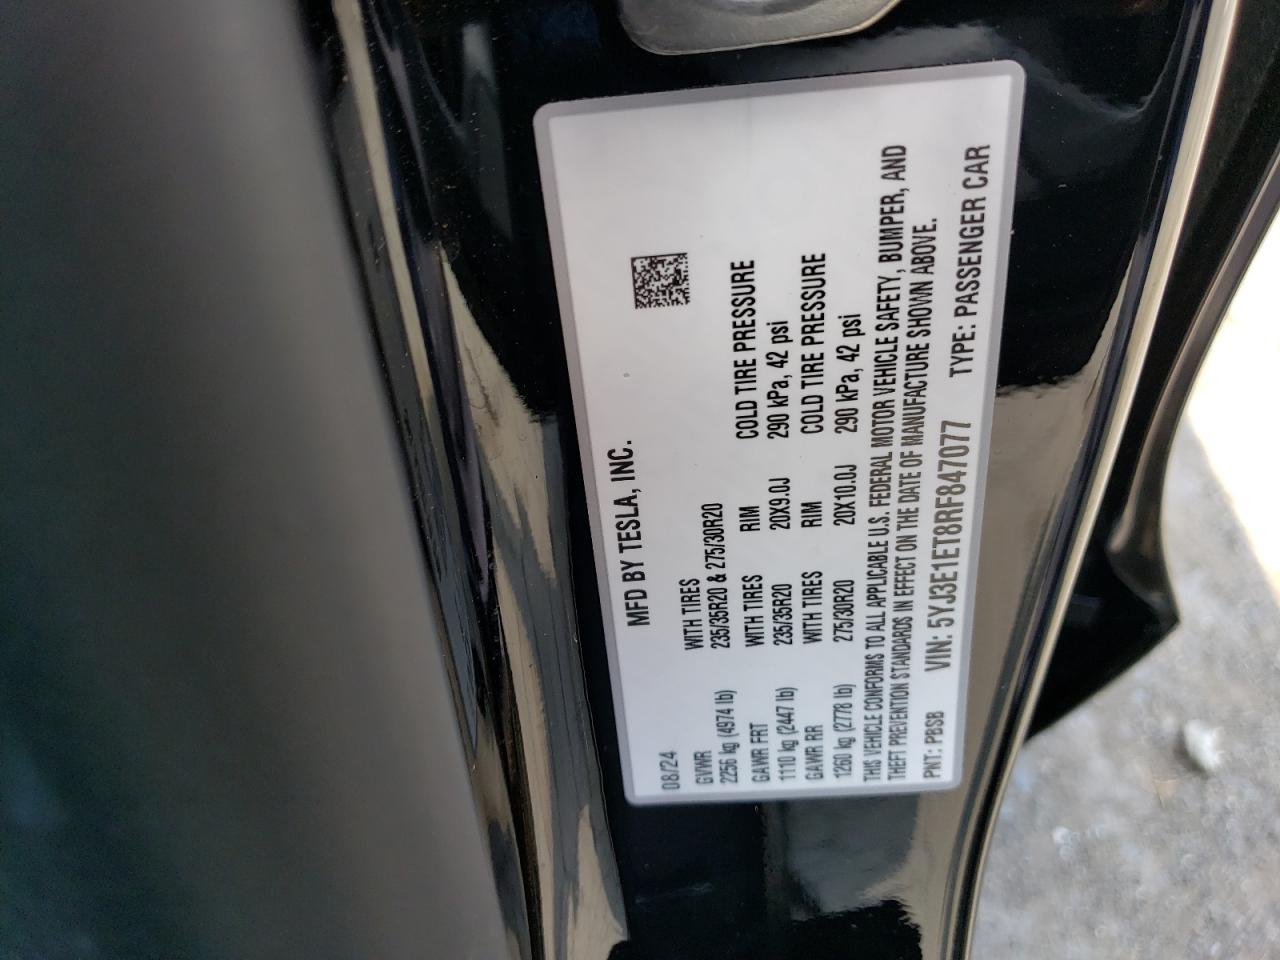 MFD BY TESLA, INC.
08/24
GVWR WITH TIRES
2256 kg (4974 lb) 235/35R20 & 275/30R20
GAWR FRT WITH TIRES RIM COLD TIRE PRESSURE
1110 kg (2447 lb) 235/35R20 20X9.0J 290 kPa, 42 psi
GAWR RR WITH TIRES RIM COLD TIRE PRESSURE
1260 kg (2778 lb) 275/30R20 20X10.0J 290 kPa, 42 psi
THIS VEHICLE CONFORMS TO ALL APPLICABLE U.S. FEDERAL MOTOR VEHICLE SAFETY, BUMPER, AND
THEFT PREVENTION STANDARDS IN EFFECT ON THE DATE OF MANUFACTURE SHOWN ABOVE.
PNT: PBSB VIN: 5YJ3E1ET8RF847077 TYPE: PASSENGER CAR